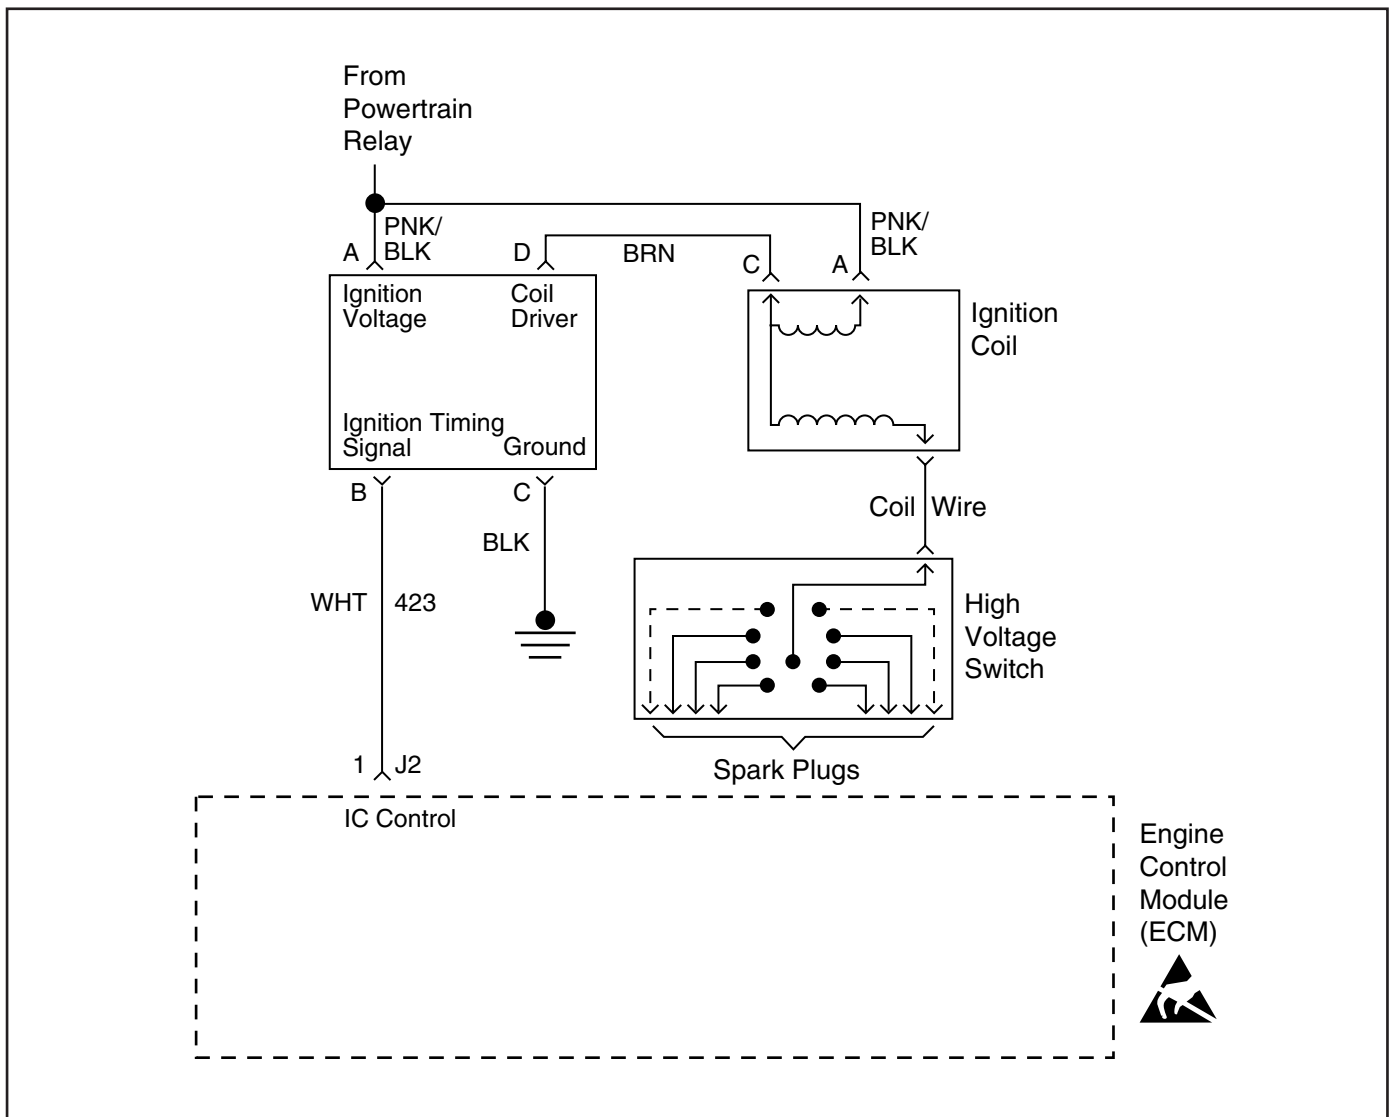 From
Powertrain
Relay
PNK/
BLK
A
D
BRN
C
A
PNK/
BLK
Ignition
Voltage
Coil
Driver
Ignition
Coil
Ignition Timing
Signal
Ground
B
C
Coil Wire
BLK
WHT 423
High
Voltage
Switch
1 J2
Spark Plugs
IC Control
Engine
Control
Module
(ECM)